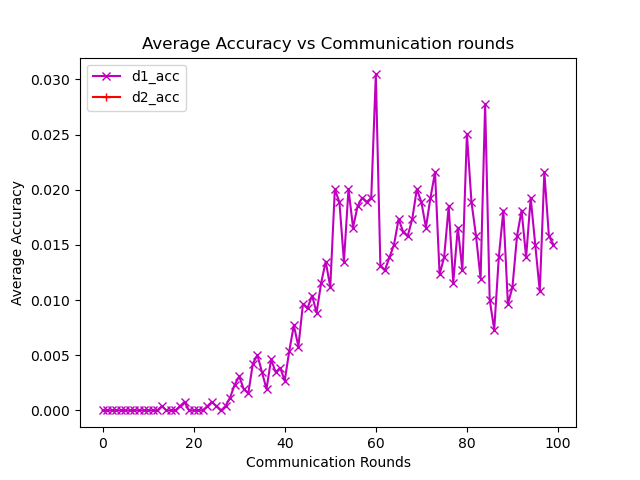 Average Accuracy vs Communication rounds
d1_acc
d2_acc
0.030
0.025
0.020
0.015
0.010
0.005
0.000
Average Accuracy
0 20 40 60 80 100
Communication Rounds